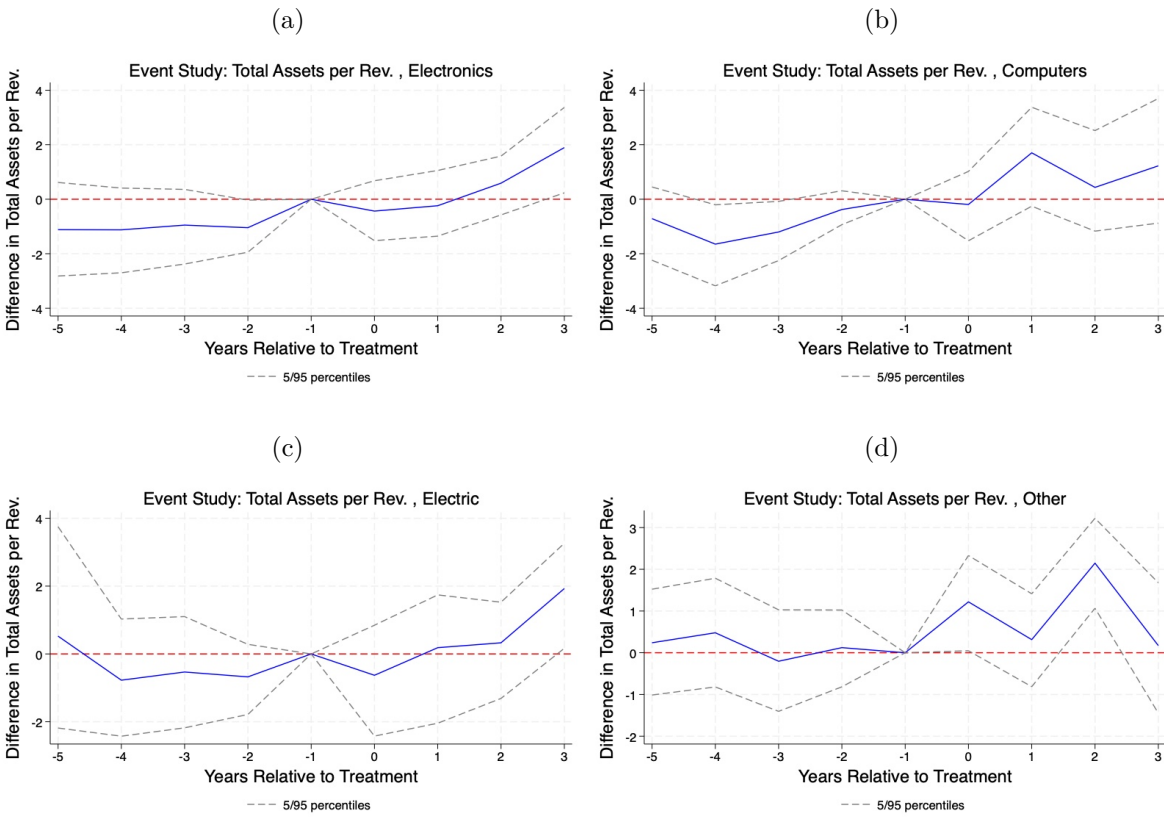 (a)
Event Study: Total Assets per Rev. , Electronics
Difference in Total Assets per Rev.
4
2
0
-2
-4
-5 -4 -3 -2 -1 0 1 2 3
Years Relative to Treatment
5/95 percentiles
(b)
Event Study: Total Assets per Rev. , Computers
Difference in Total Assets per Rev.
4
2
0
-2
-4
-5 -4 -3 -2 -1 0 1 2 3
Years Relative to Treatment
5/95 percentiles
(c)
Event Study: Total Assets per Rev. , Electric
Difference in Total Assets per Rev.
4
2
0
-2
-5 -4 -3 -2 -1 0 1 2 3
Years Relative to Treatment
5/95 percentiles
(d)
Event Study: Total Assets per Rev. , Other
Difference in Total Assets per Rev.
3
2
1
0
-1
-2
-5 -4 -3 -2 -1 0 1 2 3
Years Relative to Treatment
5/95 percentiles